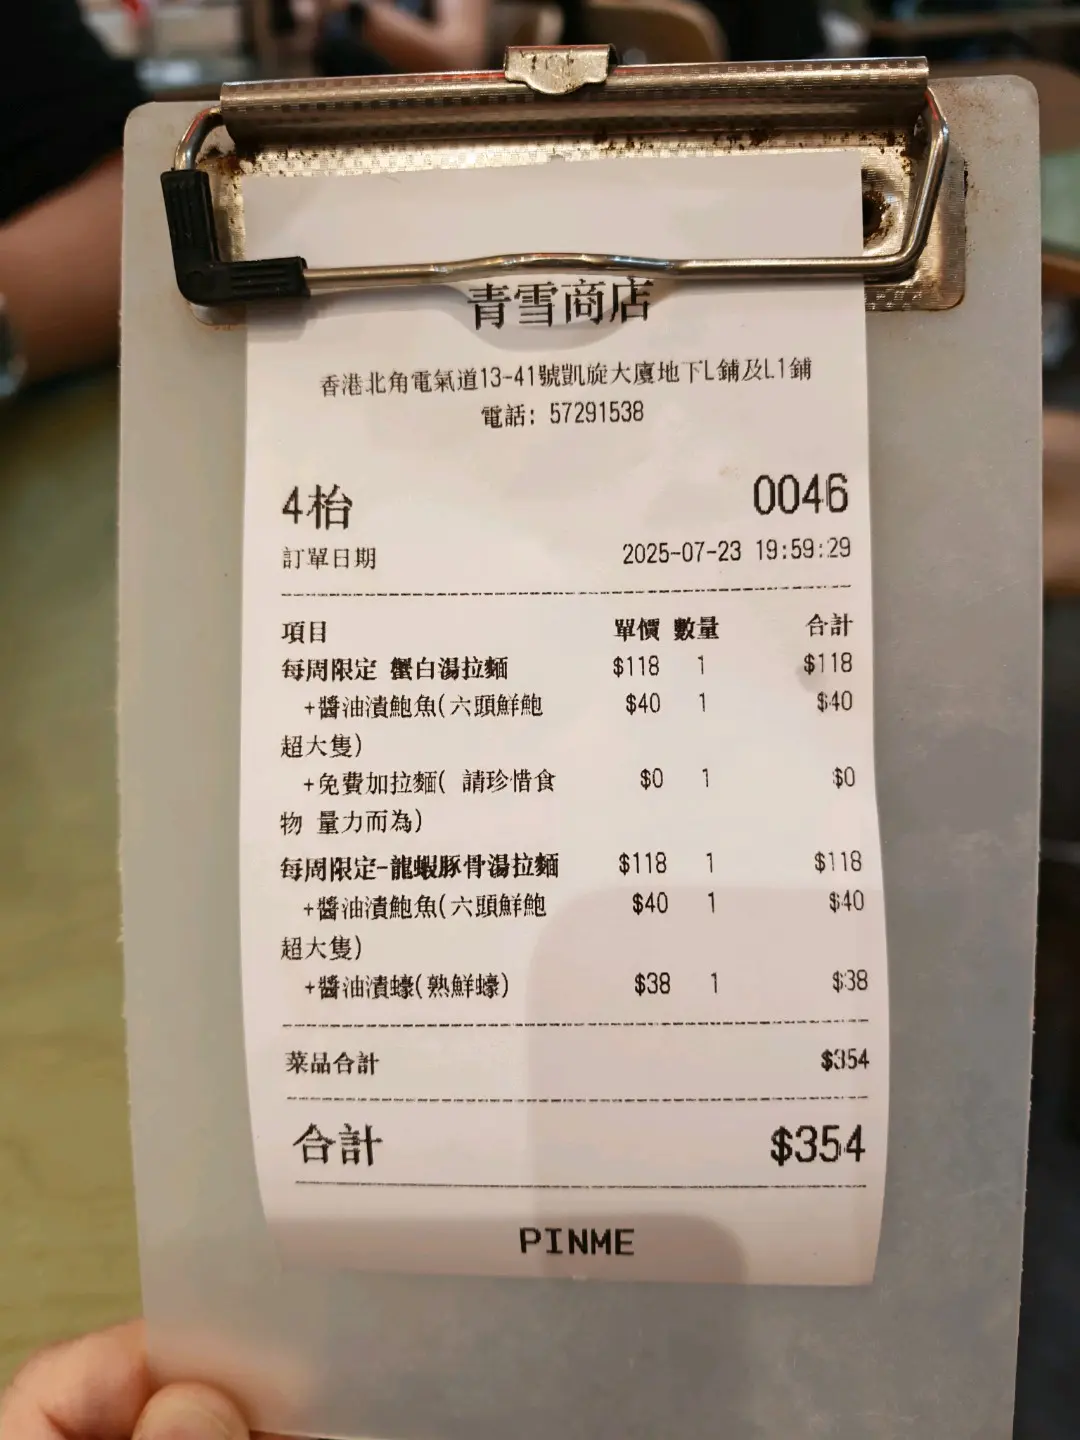 青雪商店
香港北角電氣道13-41號凱旋大廈地下L鋪及L1鋪
電話: 57291538
4枱 0046
訂單日期 2025-07-23 19:59:29
項目 單價 數量 合計
每周限定 蟹白湯拉麵 $118 1 $118
+醬油漬鮑魚(六頭鮮鮑 $40 1 $40
超大隻)
+免費加拉麵( 請珍惜食 $0 1 $0
物 量力而為)
每周限定-龍蝦豚骨湯拉麵 $118 1 $118
+醬油漬鮑魚(六頭鮮鮑 $40 1 $40
超大隻)
+醬油漬蠔(熟鮮蠔) $38 1 $38
菜品合計 $354
合計 $354
PINME